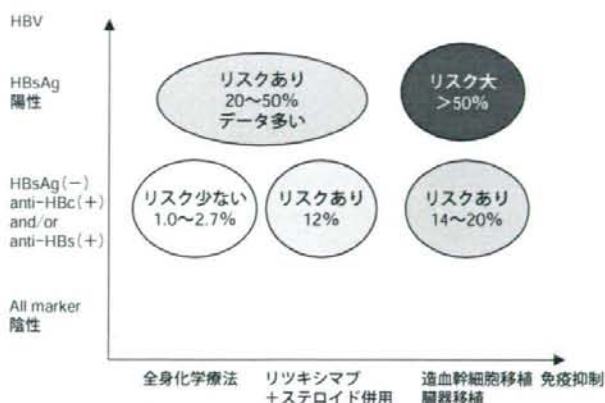 HBV
HBsAg
陽性
リスクあり
20〜50%
データ多い
リスク大
>50%
HBsAg(－)
anti-HBc(＋)
and/or
anti-HBs(＋)
リスク少ない
1.0〜2.7%
リスクあり
12%
リスクあり
14〜20%
All marker
陰性
全身化学療法
リツキシマブ
＋ステロイド併用
造血幹細胞移植
臓器移植
免疫抑制